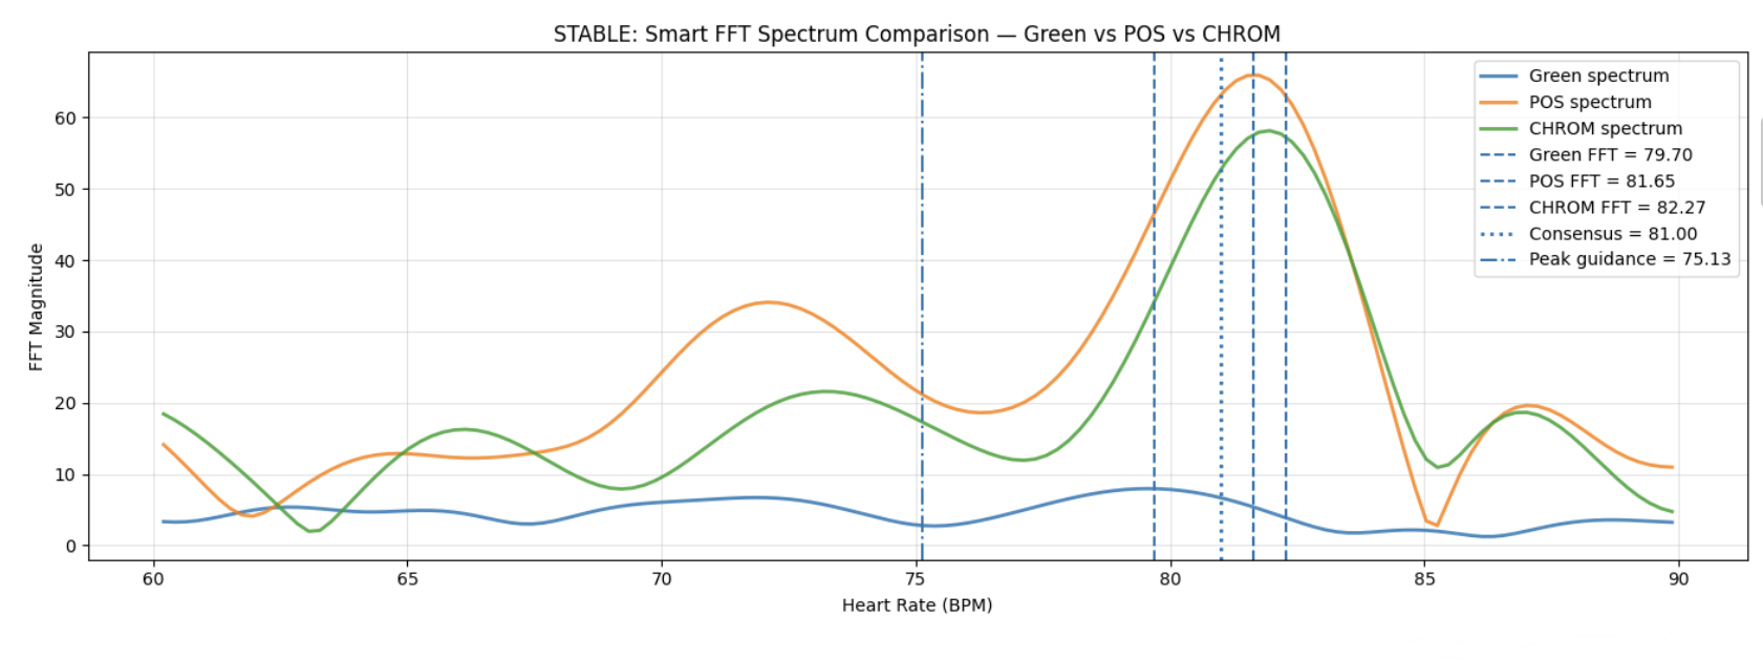 STABLE: Smart FFT Spectrum Comparison — Green vs POS vs CHROM
Green spectrum
POS spectrum
CHROM spectrum
Green FFT = 79.70
POS FFT = 81.65
CHROM FFT = 82.27
Consensus = 81.00
Peak guidance = 75.13
FFT Magnitude
60
50
40
30
20
10
0
60 65 70 75 80 85 90
Heart Rate (BPM)